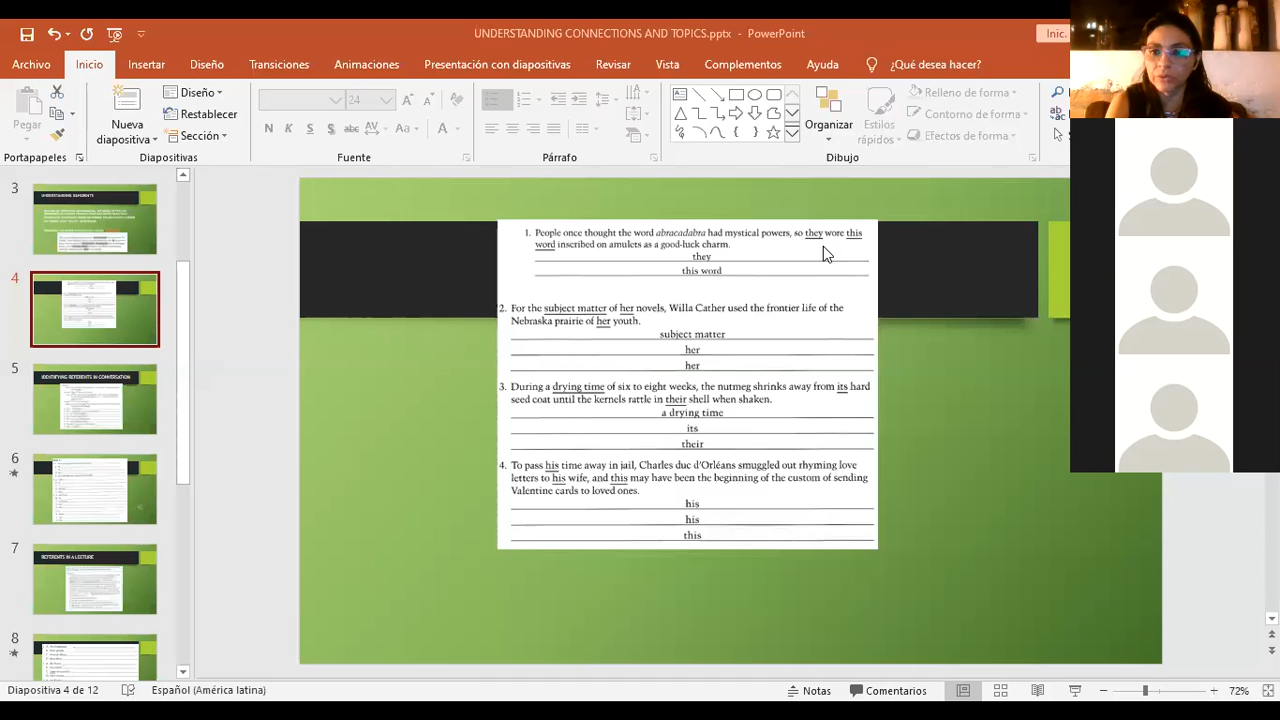 UNDERSTANDING CONNECTIONS AND TOPICS.pptx - PowerPoint
Inic.
Archivo Inicio Insertar Diseño Transiciones Animaciones Presentación con diapositivas Revisar Vista Complementos Ayuda ¿Qué desea hacer?
Pegar
Nueva diapositiva
Diseño
Restablecer
Sección
24
N K S abc AV Aa A
Organizar
Estilos rápidos
Relleno de forma
Contorno de forma
Efectos de forma
Portapapeles Diapositivas Fuente Párrafo Dibujo
3
UNDERSTANDING REFERENTS
4
5
IDENTIFYING REFERENTS IN CONVERSATION
6
7
REFERENTS IN A LECTURE
8
1. People once thought the word abracadabra had mystical powers, so they wore this
word inscribed on amulets as a good-luck charm.
they
this word
2. For the subject matter of her novels, Willa Cather used the frontier life of the
Nebraska prairie of her youth.
subject matter
her
her
3. During a drying time of six to eight weeks, the nutmeg shrinks away from its hard
seed coat until the kernels rattle in their shell when shaken.
a drying time
its
their
To pass his time away in jail, Charles duc d'Orléans smuggled out rhyming love
letters to his wife, and this may have been the beginning of the custom of sending
Valentine cards to loved ones.
his
his
this
Diapositiva 4 de 12 Español (América latina) Notas Comentarios 72%